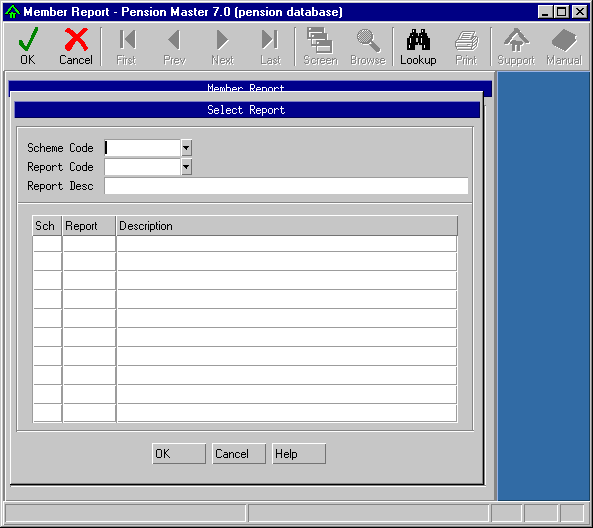 Member Report - Pension Master 7.0 (pension database)
OK Cancel First Prev Next Last Screen Browse Lookup Print Support Manual
Member Report
Select Report
Scheme Code
Report Code
Report Desc
Sch Report Description
OK Cancel Help